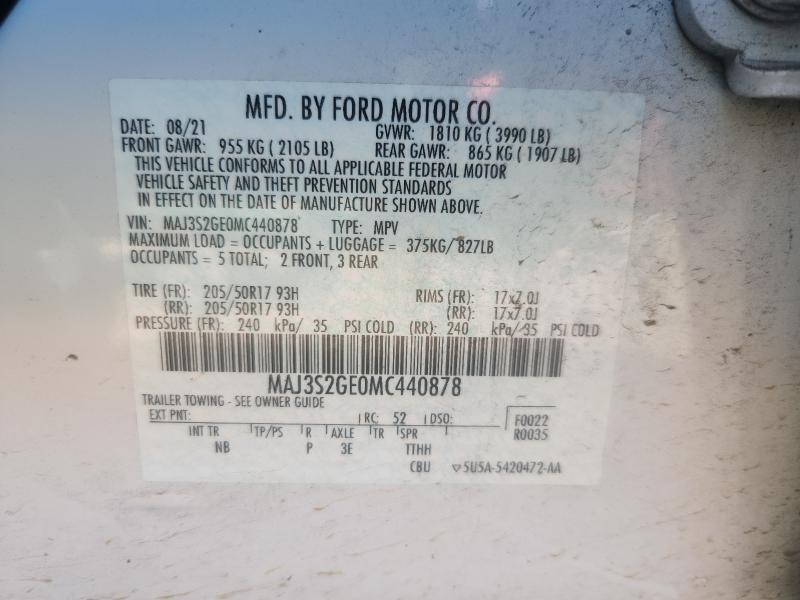 MFD. BY FORD MOTOR CO.
DATE: 08/21 GVWR: 1810 KG ( 3990 LB)
FRONT GAWR: 955 KG ( 2105 LB) REAR GAWR: 865 KG ( 1907 LB)
THIS VEHICLE CONFORMS TO ALL APPLICABLE FEDERAL MOTOR
VEHICLE SAFETY AND THEFT PREVENTION STANDARDS
IN EFFECT ON THE DATE OF MANUFACTURE SHOWN ABOVE.
VIN: MAJ3S2GE0MC440878 TYPE: MPV
MAXIMUM LOAD = OCCUPANTS + LUGGAGE = 375KG/ 827LB
OCCUPANTS = 5 TOTAL; 2 FRONT, 3 REAR
TIRE (FR): 205/50R17 93H RIMS (FR): 17x7.0J
(RR): 205/50R17 93H (RR): 17x7.0J
PRESSURE (FR): 240 kPa/ 35 PSI COLD (RR): 240 kPa/ 35 PSI COLD
MAJ3S2GE0MC440878
TRAILER TOWING - SEE OWNER GUIDE
EXT PNT: RC: 52 DSO: F0022
INT TR TP/PS R AXLE TR SPR R0035
NB P 3E TTHH
CBU ▽5U5A-5420472-AA